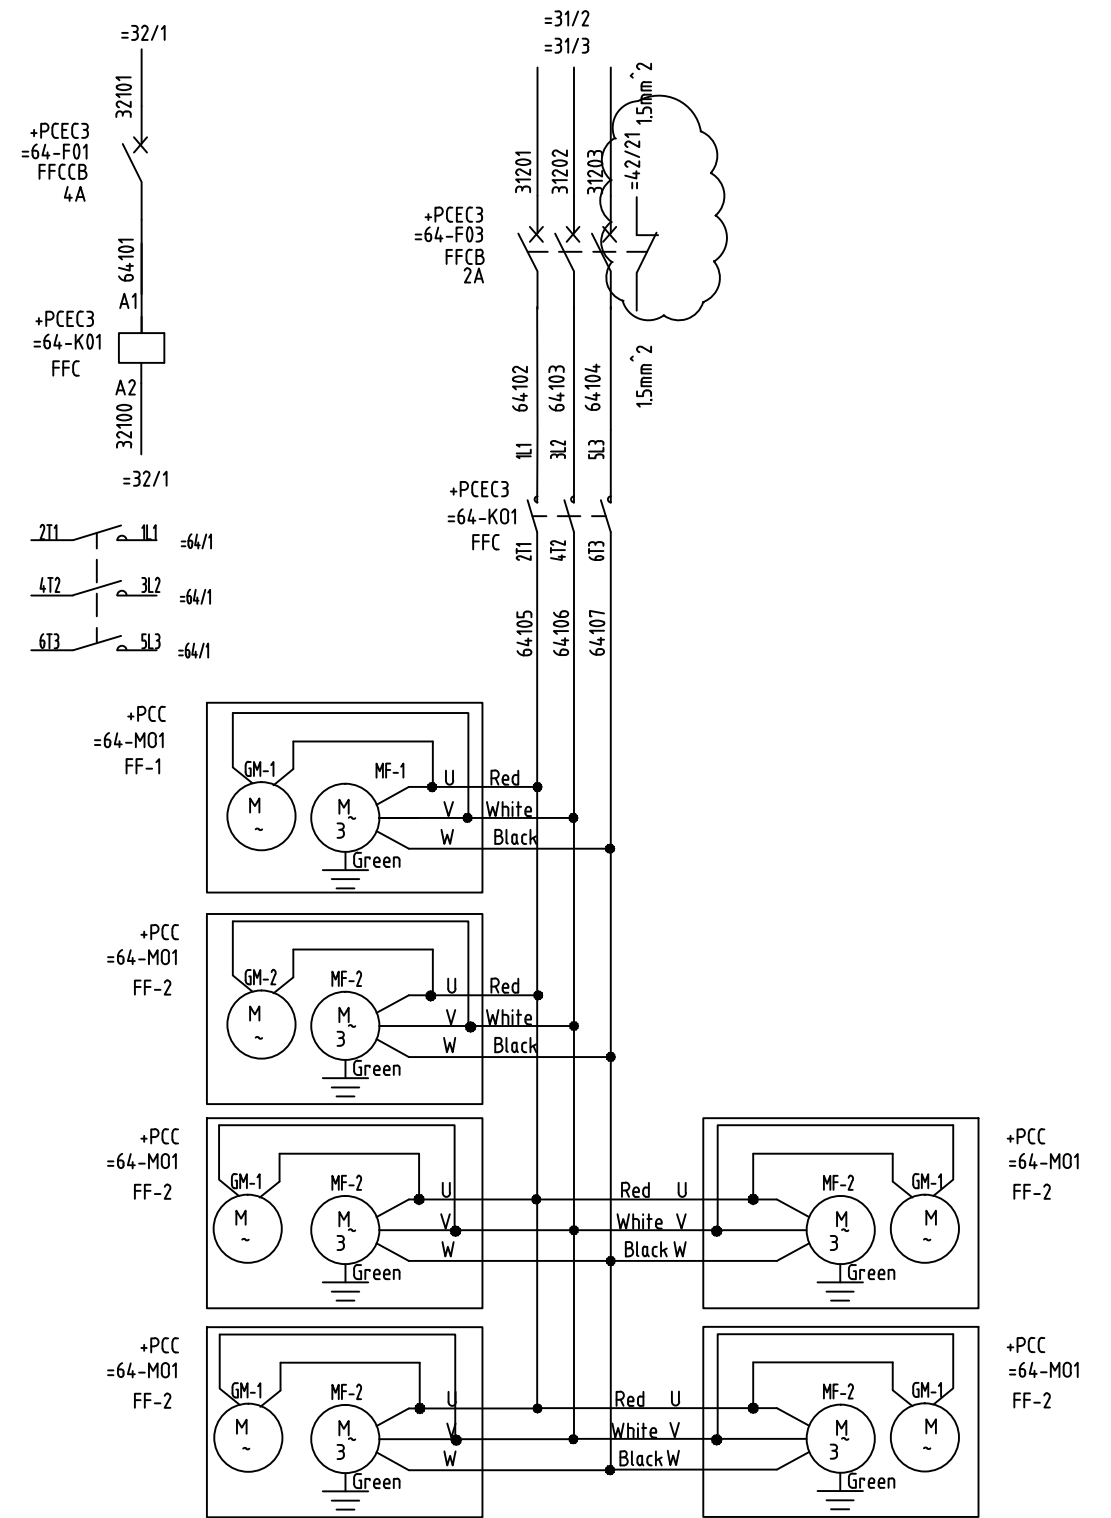 =32/1
32101
+PCEC3
=64-F01
FFCCB
4A
64101
A1
+PCEC3
=64-K01
FFC
A2
32100
=32/1
=31/2
=31/3
1.5mm^2
31201
31202
31203
=42/21
+PCEC3
=64-F03
FFCB
2A
64102
64103
64104
1.5mm^2
1L1
3L2
5L3
+PCEC3
=64-K01
FFC
2T1
4T2
6T3
64105
64106
64107
2T1 1L1 =64/1
4T2 3L2 =64/1
6T3 5L3 =64/1
+PCC
=64-M01
FF-1
GM-1
MF-1
M
~
M
3~
U Red
V White
W Black
Green
+PCC
=64-M01
FF-2
GM-2
MF-2
M
~
M
3~
U Red
V White
W Black
Green
+PCC
=64-M01
FF-2
GM-1
MF-2
M
~
M
3~
U
V
W
Green
Red U
White V
Black W
MF-2
GM-1
M
3~
M
~
Green
+PCC
=64-M01
FF-2
+PCC
=64-M01
FF-2
GM-1
MF-2
M
~
M
3~
U
V
W
Green
Red U
White V
Black W
MF-2
GM-1
M
3~
M
~
Green
+PCC
=64-M01
FF-2